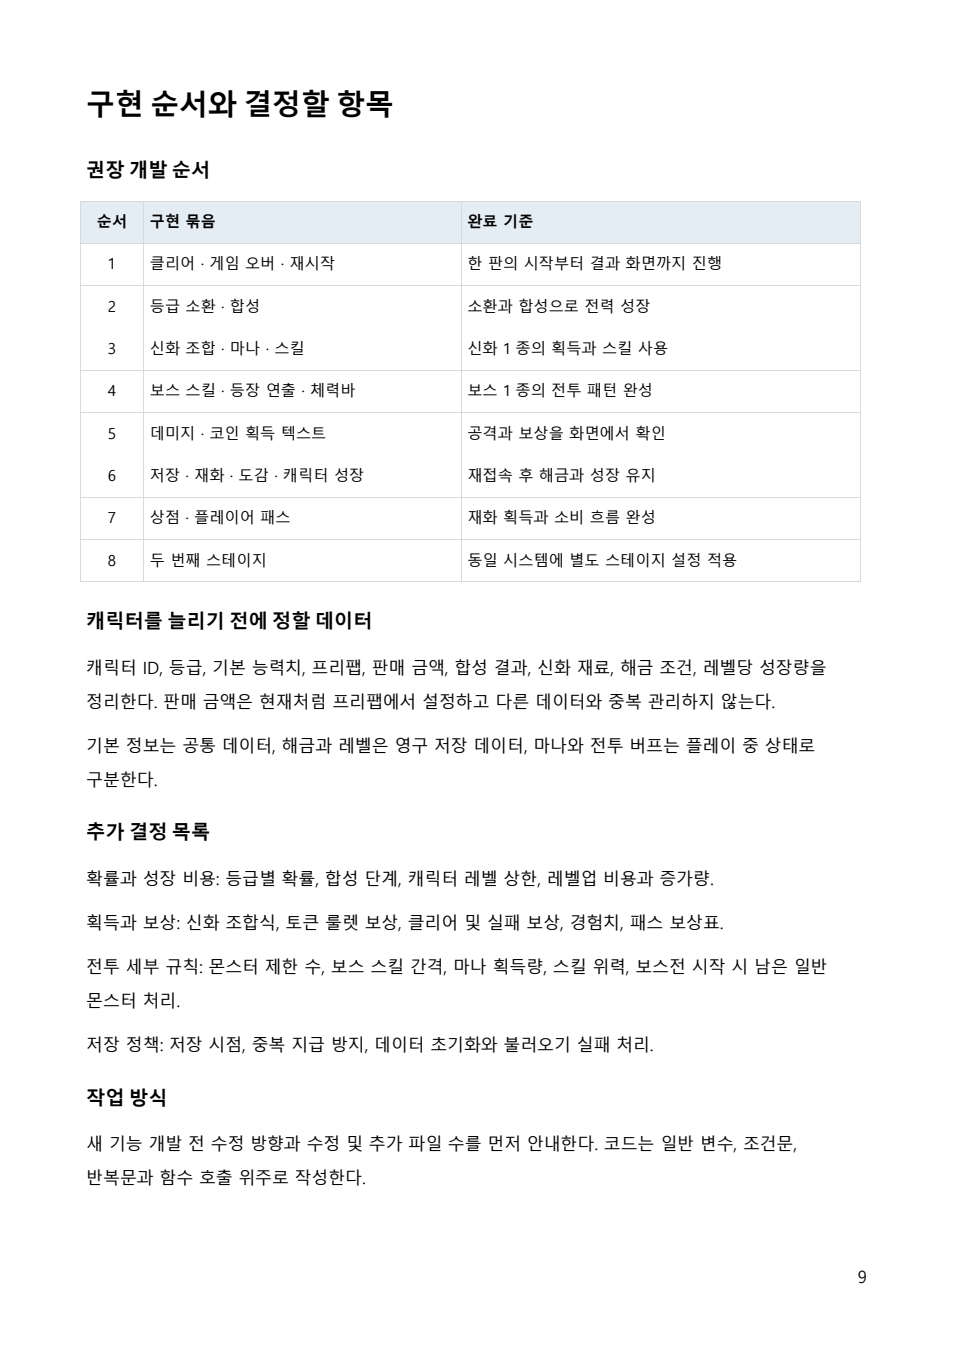 구현 순서와 결정할 항목
권장 개발 순서
순서 구현 묶음 완료 기준
1 클리어 · 게임 오버 · 재시작 한 판의 시작부터 결과 화면까지 진행
2 등급 소환 · 합성 소환과 합성으로 전력 성장
3 신화 조합 · 마나 · 스킬 신화 1 종의 획득과 스킬 사용
4 보스 스킬 · 등장 연출 · 체력바 보스 1 종의 전투 패턴 완성
5 데미지 · 코인 획득 텍스트 공격과 보상을 화면에서 확인
6 저장 · 재화 · 도감 · 캐릭터 성장 재접속 후 해금과 성장 유지
7 상점 · 플레이어 패스 재화 획득과 소비 흐름 완성
8 두 번째 스테이지 동일 시스템에 별도 스테이지 설정 적용
캐릭터를 늘리기 전에 정할 데이터
캐릭터 ID, 등급, 기본 능력치, 프리팹, 판매 금액, 합성 결과, 신화 재료, 해금 조건, 레벨당 성장량을
정리한다. 판매 금액은 현재처럼 프리팹에서 설정하고 다른 데이터와 중복 관리하지 않는다.
기본 정보는 공통 데이터, 해금과 레벨은 영구 저장 데이터, 마나와 전투 버프는 플레이 중 상태로
구분한다.
추가 결정 목록
확률과 성장 비용: 등급별 확률, 합성 단계, 캐릭터 레벨 상한, 레벨업 비용과 증가량.
획득과 보상: 신화 조합식, 토큰 룰렛 보상, 클리어 및 실패 보상, 경험치, 패스 보상표.
전투 세부 규칙: 몬스터 제한 수, 보스 스킬 간격, 마나 획득량, 스킬 위력, 보스전 시작 시 남은 일반
몬스터 처리.
저장 정책: 저장 시점, 중복 지급 방지, 데이터 초기화와 불러오기 실패 처리.
작업 방식
새 기능 개발 전 수정 방향과 수정 및 추가 파일 수를 먼저 안내한다. 코드는 일반 변수, 조건문,
반복문과 함수 호출 위주로 작성한다.
9